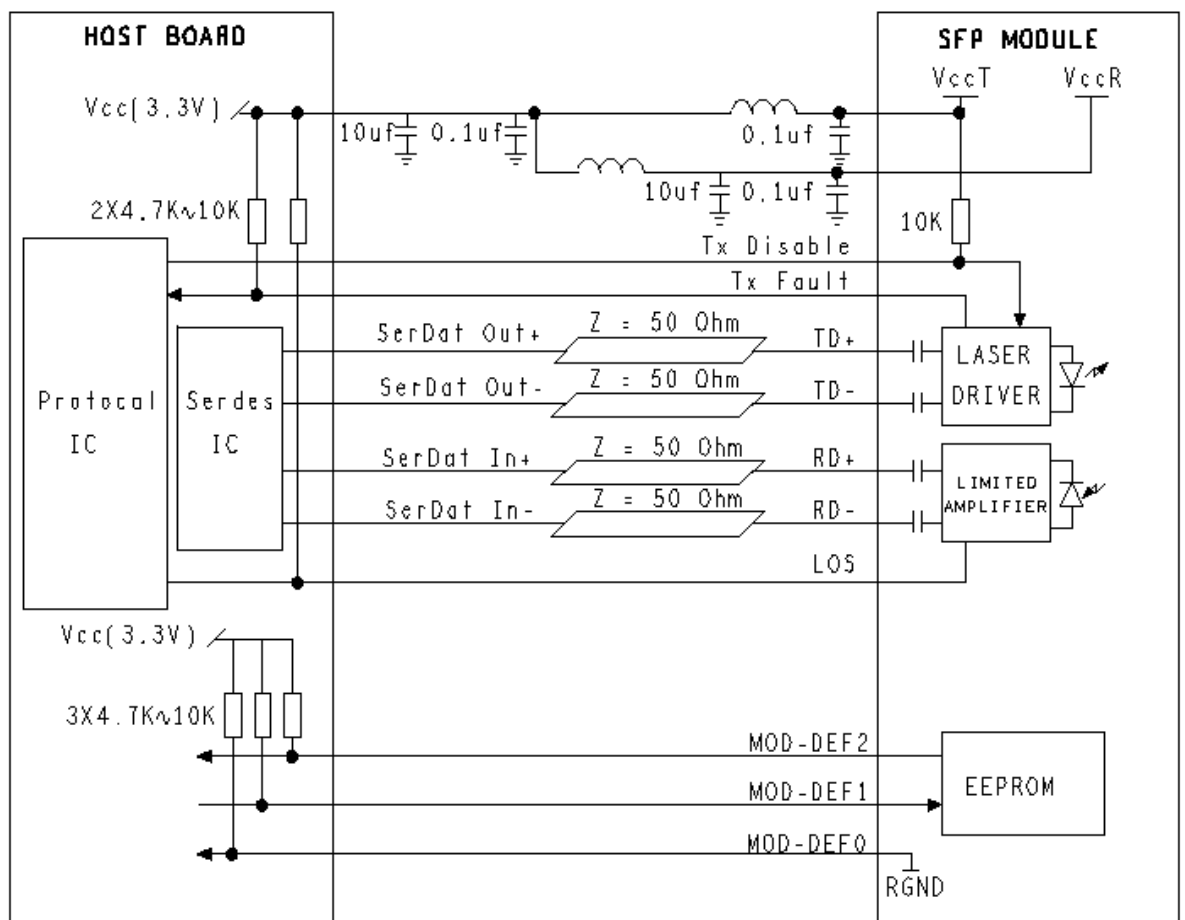 HOST BOARD
SFP MODULE
VccT
VccR
Vcc(3.3V)
10uf
0.1uf
0.1uf
10uf
0.1uf
2X4.7K∿10K
10K
Tx Disable
Tx Fault
SerDat Out+
Z = 50 Ohm
TD+
SerDat Out-
Z = 50 Ohm
TD-
LASER
DRIVER
Protocal
IC
Serdes
IC
SerDat In+
Z = 50 Ohm
RD+
SerDat In-
Z = 50 Ohm
RD-
LIMITED
AMPLIFIER
LOS
Vcc(3.3V)
3X4.7K∿10K
MOD-DEF2
MOD-DEF1
MOD-DEF0
EEPROM
RGND